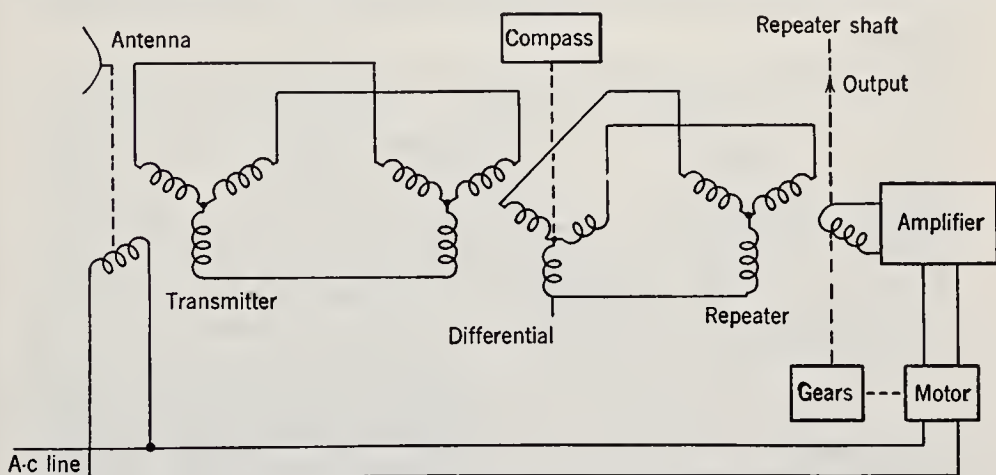 Antenna
Compass
Repeater shaft
Output
Amplifier
Transmitter
Differential
Repeater
Gears
Motor
A-c line